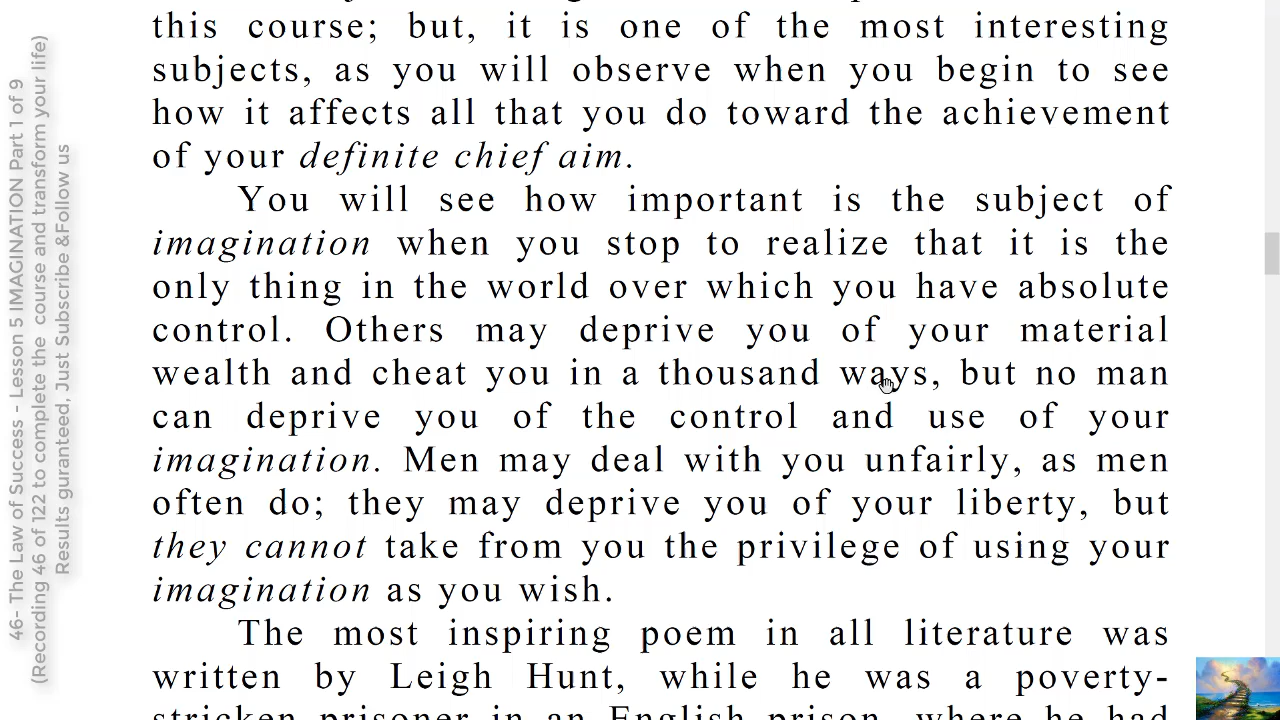 this course; but, it is one of the most interesting
subjects, as you will observe when you begin to see
how it affects all that you do toward the achievement
of your definite chief aim.
You will see how important is the subject of
imagination when you stop to realize that it is the
only thing in the world over which you have absolute
control. Others may deprive you of your material
wealth and cheat you in a thousand ways, but no man
can deprive you of the control and use of your
imagination. Men may deal with you unfairly, as men
often do; they may deprive you of your liberty, but
they cannot take from you the privilege of using your
imagination as you wish.
The most inspiring poem in all literature was
written by Leigh Hunt, while he was a poverty-
stricken prisoner in an English prison, where he had
46- The Law of Success - Lesson 5 IMAGINATION Part 1 of 9
(Recording 46 of 122 to complete the course and transform your life)
Results guranteed, Just Subscribe &Follow us